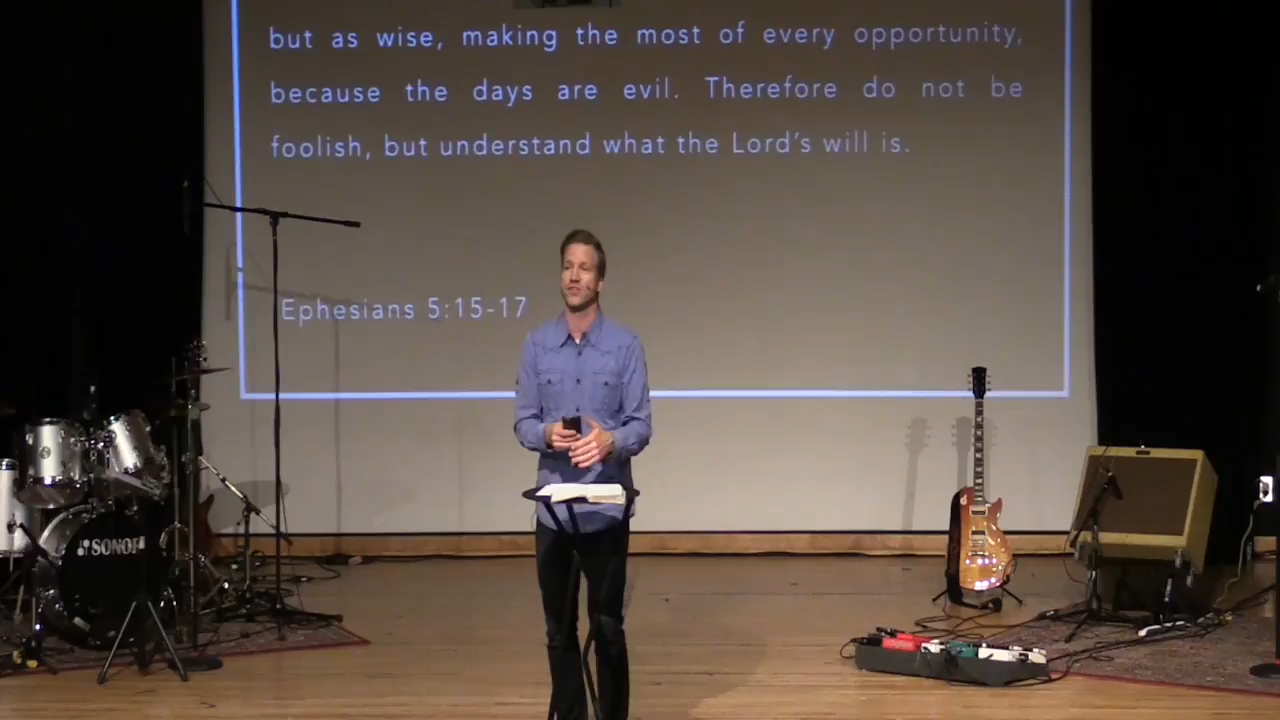 but as wise, making the most of every opportunity,
because the days are evil. Therefore do not be
foolish, but understand what the Lord's will is.
Ephesians 5:15-17
SONOR